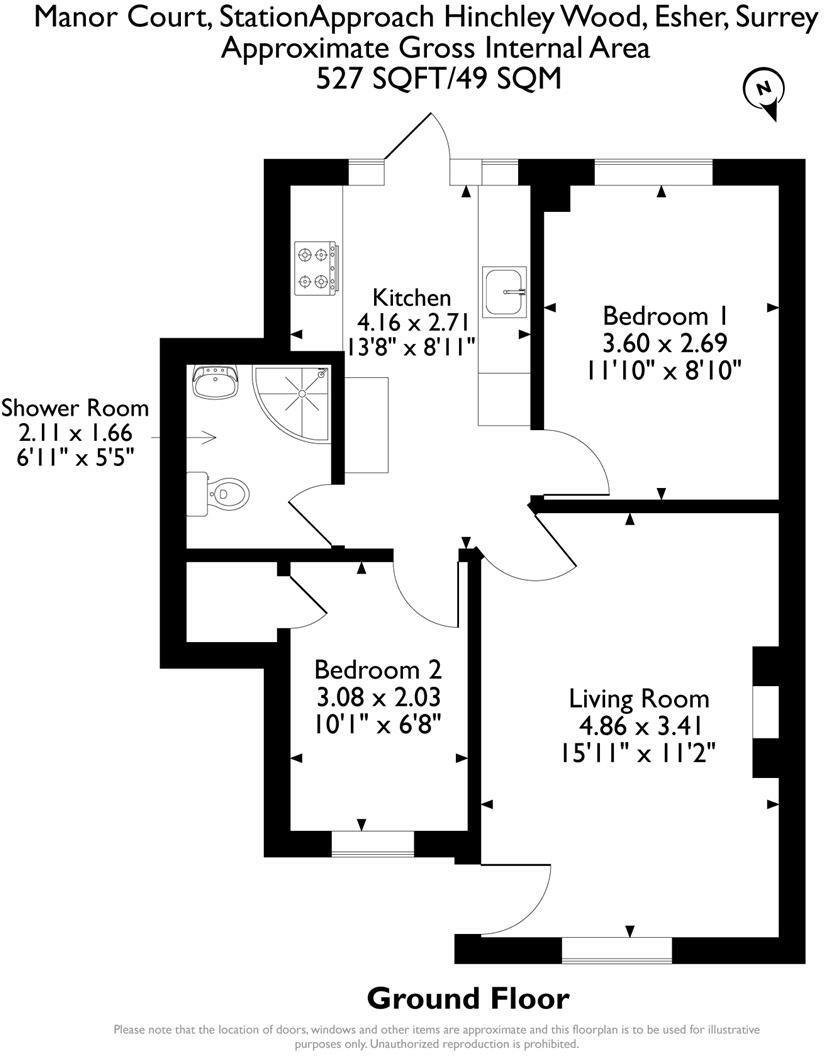 Manor Court, StationApproach Hinchley Wood, Esher, Surrey
Approximate Gross Internal Area
527 SQFT/49 SQM
N
Kitchen
4.16 x 2.71
13'8" x 8'11"
Bedroom 1
3.60 x 2.69
11'10" x 8'10"
Shower Room
2.11 x 1.66
6'11" x 5'5"
Bedroom 2
3.08 x 2.03
10'1" x 6'8"
Living Room
4.86 x 3.41
15'11" x 11'2"
Ground Floor
Please note that the location of doors, windows and other items are approximate and this floorplan is to be used for illustrative
purposes only. Unauthorized reproduction is prohibited.